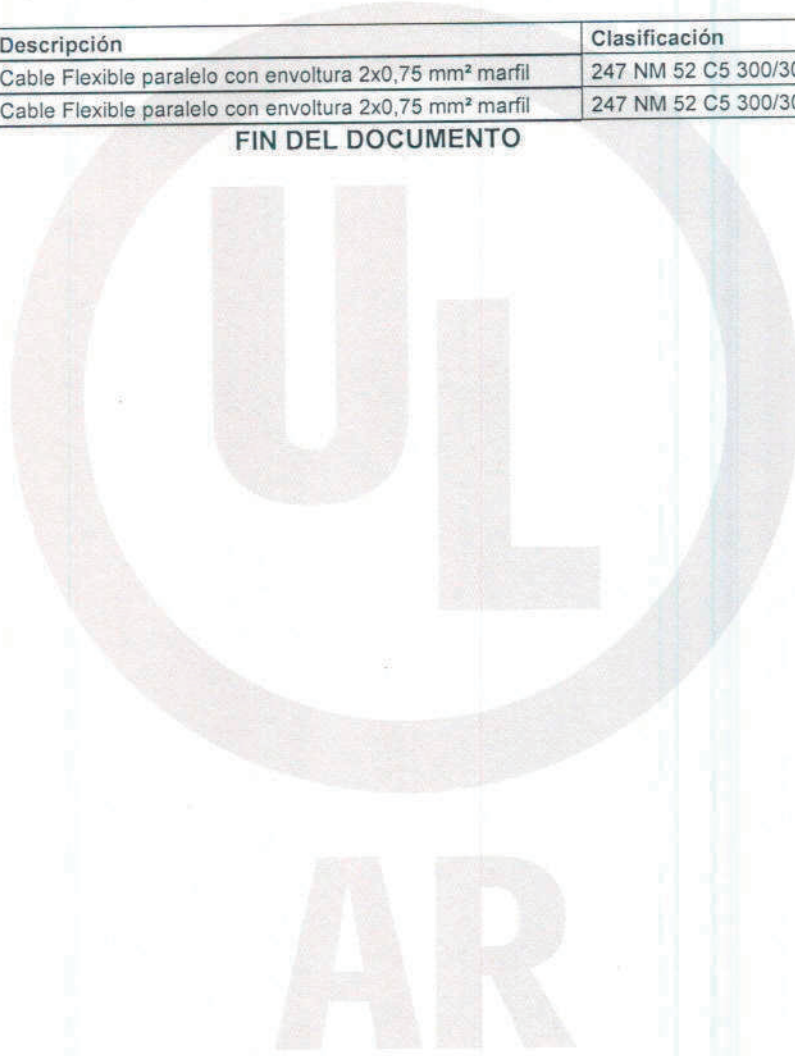 Descripción Clasificación
Cable Flexible paralelo con envoltura 2x0,75 mm² marfil 247 NM 52 C5 300/30
Cable Flexible paralelo con envoltura 2x0,75 mm² marfil 247 NM 52 C5 300/30
FIN DEL DOCUMENTO
UL
AR